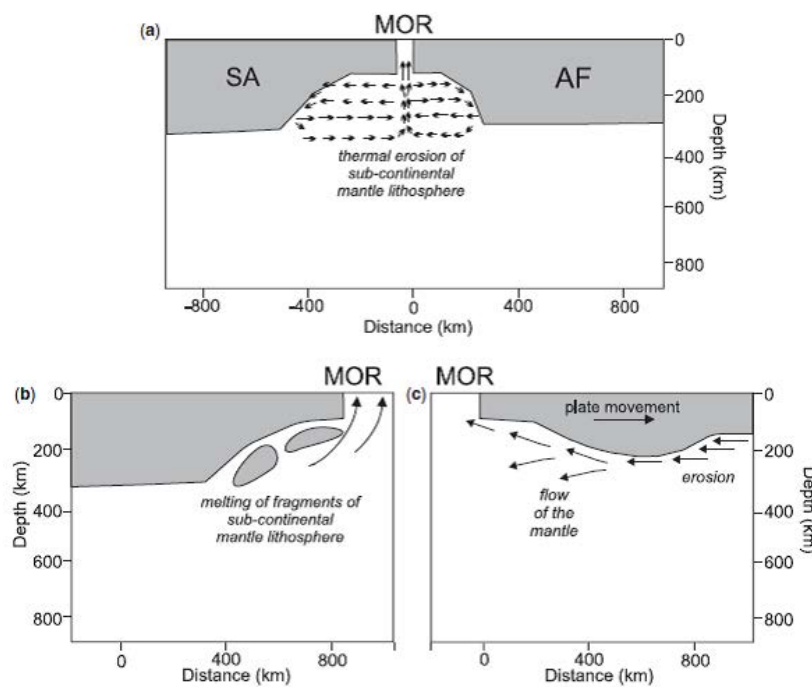 MOR
(a)
SA
AF
thermal erosion of
sub-continental
mantle lithosphere
0
200
400
600
800
Depth (km)
-800
-400
0
400
800
Distance (km)
(b)
MOR
0
200
400
600
800
Depth (km)
melting of fragments of
sub-continental
mantle lithosphere
0
400
800
Distance (km)
MOR
(c)
plate movement
erosion
flow
of the
mantle
0
200
400
600
800
Depth (Km)
0
400
800
Distance (km)